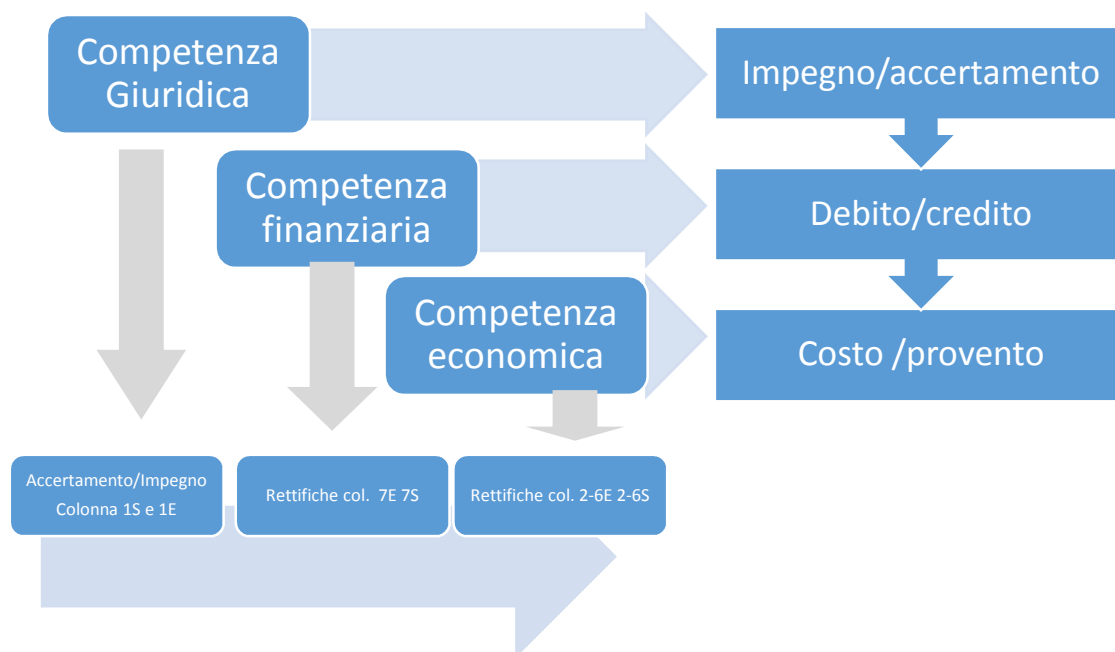 Competenza
Giuridica
Impegno/accertamento
Competenza
finanziaria
Debito/credito
Competenza
economica
Costo /provento
Accertamento/Impegno
Colonna 1S e 1E
Rettifiche col.  7E 7S
Rettifiche col. 2-6E 2-6S